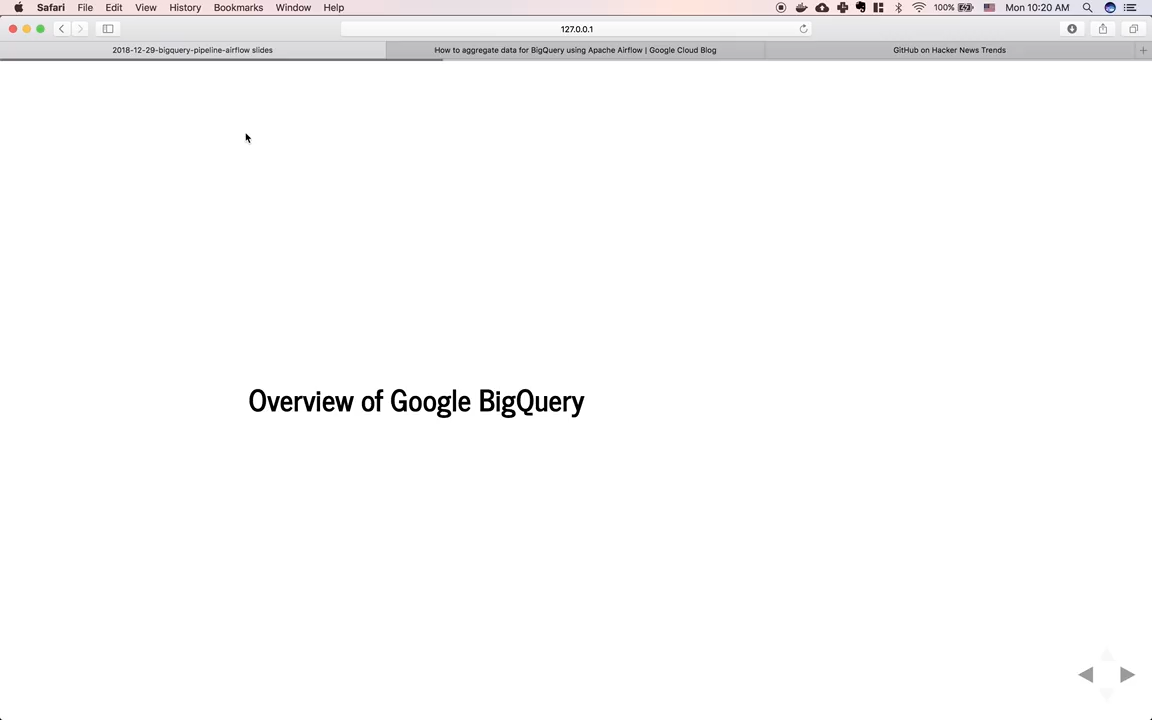 Safari File Edit View History Bookmarks Window Help 100% Mon 10:20 AM
127.0.0.1
2018-12-29-bigquery-pipeline-airflow slides How to aggregate data for BigQuery using Apache Airflow | Google Cloud Blog GitHub on Hacker News Trends
Overview of Google BigQuery